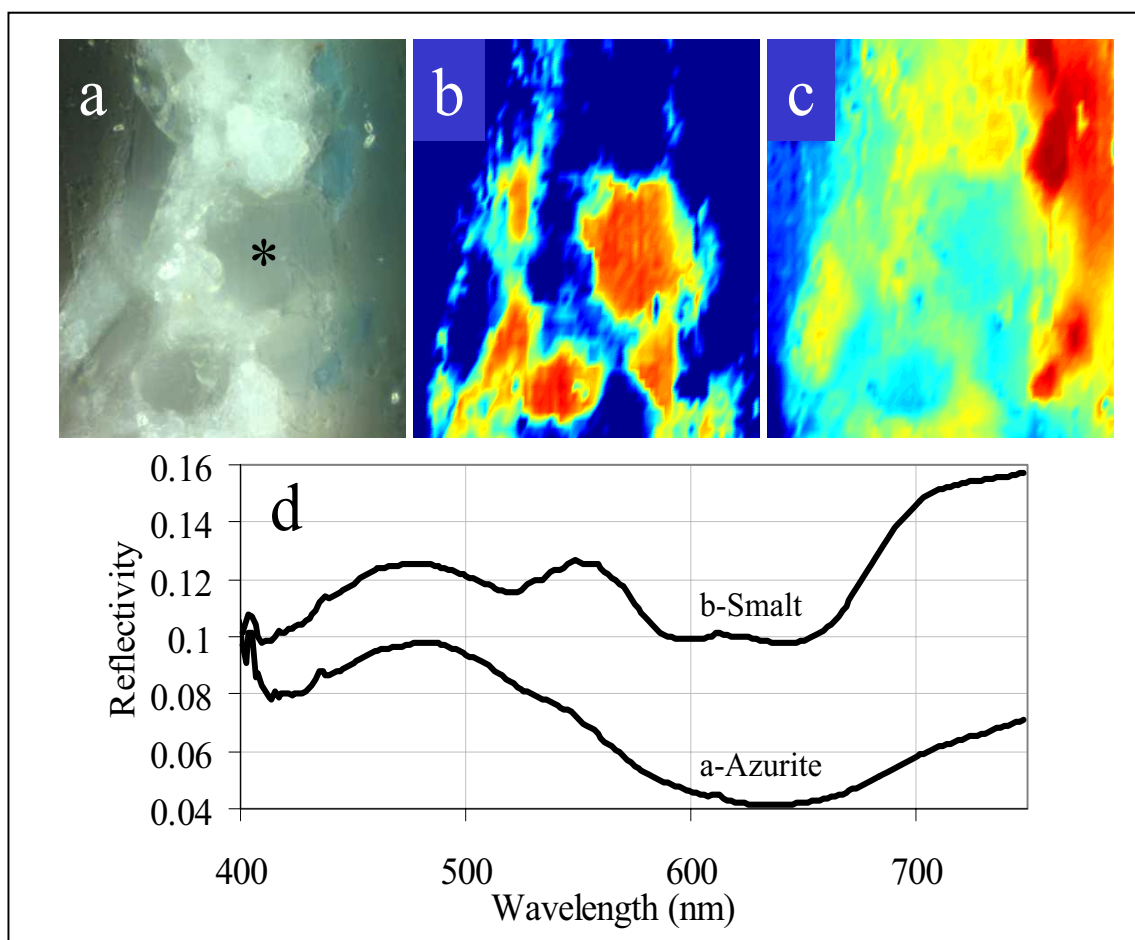 a
b
c
*
d
0.16
0.14
0.12
0.1
0.08
0.06
0.04
Reflectivity
b-Smalt
a-Azurite
400 500 600 700
Wavelength (nm)